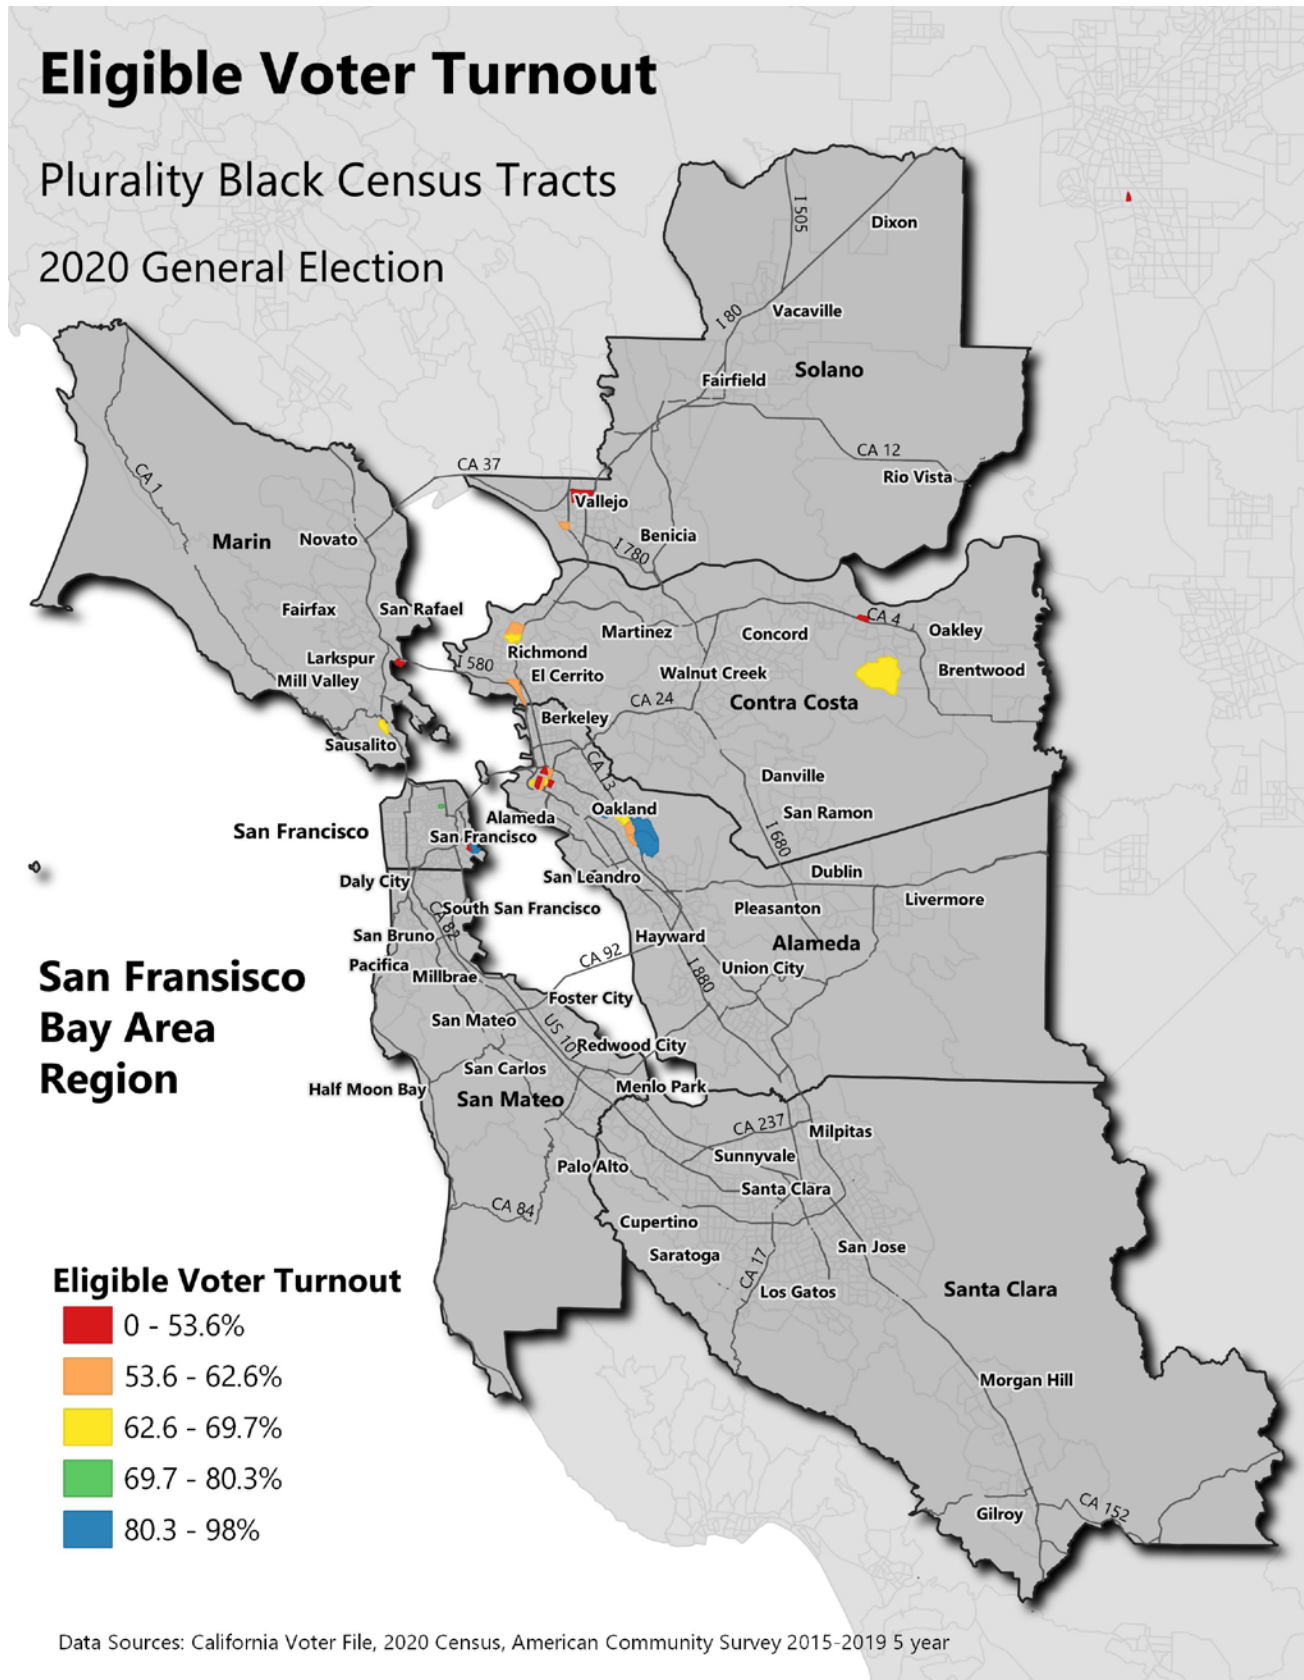 Eligible Voter Turnout
Plurality Black Census Tracts
2020 General Election
I 505
Dixon
I 80
Vacaville
Solano
Fairfield
CA 12
CA 37
Rio Vista
CA 1
Vallejo
Marin
Novato
Benicia
I 780
Fairfax
San Rafael
CA 4
Martinez
Concord
Oakley
Richmond
Larkspur
I 580
El Cerrito
Walnut Creek
Brentwood
Mill Valley
CA 24
Contra Costa
Berkeley
Sausalito
CA 13
Danville
Oakland
San Ramon
Alameda
San Francisco
San Francisco
I 680
Dublin
San Leandro
Daly City
Livermore
CA 82
South San Francisco
Pleasanton
San Bruno
Hayward
Alameda
CA 92
Pacifica
Millbrae
I 880
Union City
San Fransisco
Bay Area
Region
Foster City
San Mateo
US 101
Redwood City
San Carlos
Half Moon Bay
San Mateo
Menlo Park
CA 237
Milpitas
Sunnyvale
Palo Alto
Santa Clara
CA 84
Cupertino
San Jose
Saratoga
CA 17
Los Gatos
Santa Clara
Morgan Hill
Gilroy
CA 152
Eligible Voter Turnout
0 - 53.6%
53.6 - 62.6%
62.6 - 69.7%
69.7 - 80.3%
80.3 - 98%
Data Sources: California Voter File, 2020 Census, American Community Survey 2015-2019 5 year